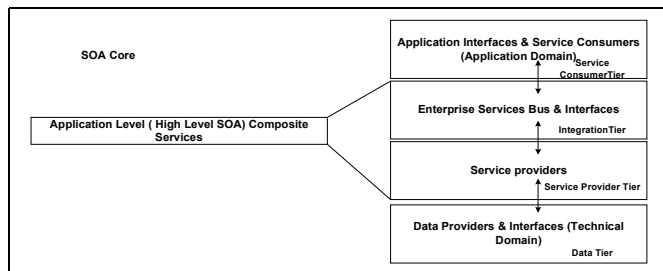 SOA Core
Application Level ( High Level SOA) Composite
Services
Application Interfaces & Service Consumers
(Application Domain)
Service
ConsumerTier
Enterprise Services Bus & Interfaces
IntegrationTier
Service providers
Service Provider Tier
Data Providers & Interfaces (Technical
Domain)
Data Tier